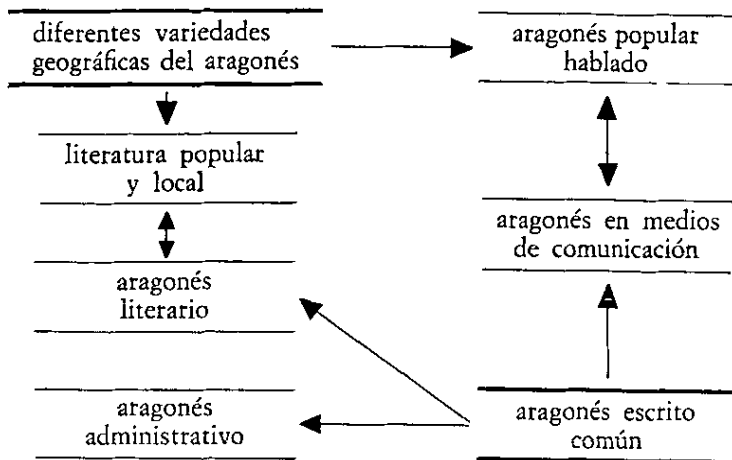 diferentes variedades
geográficas del aragonés
aragonés popular
hablado
literatura popular
y local
aragonés en medios
de comunicación
aragonés
literario
aragonés
administrativo
aragonés escrito
común